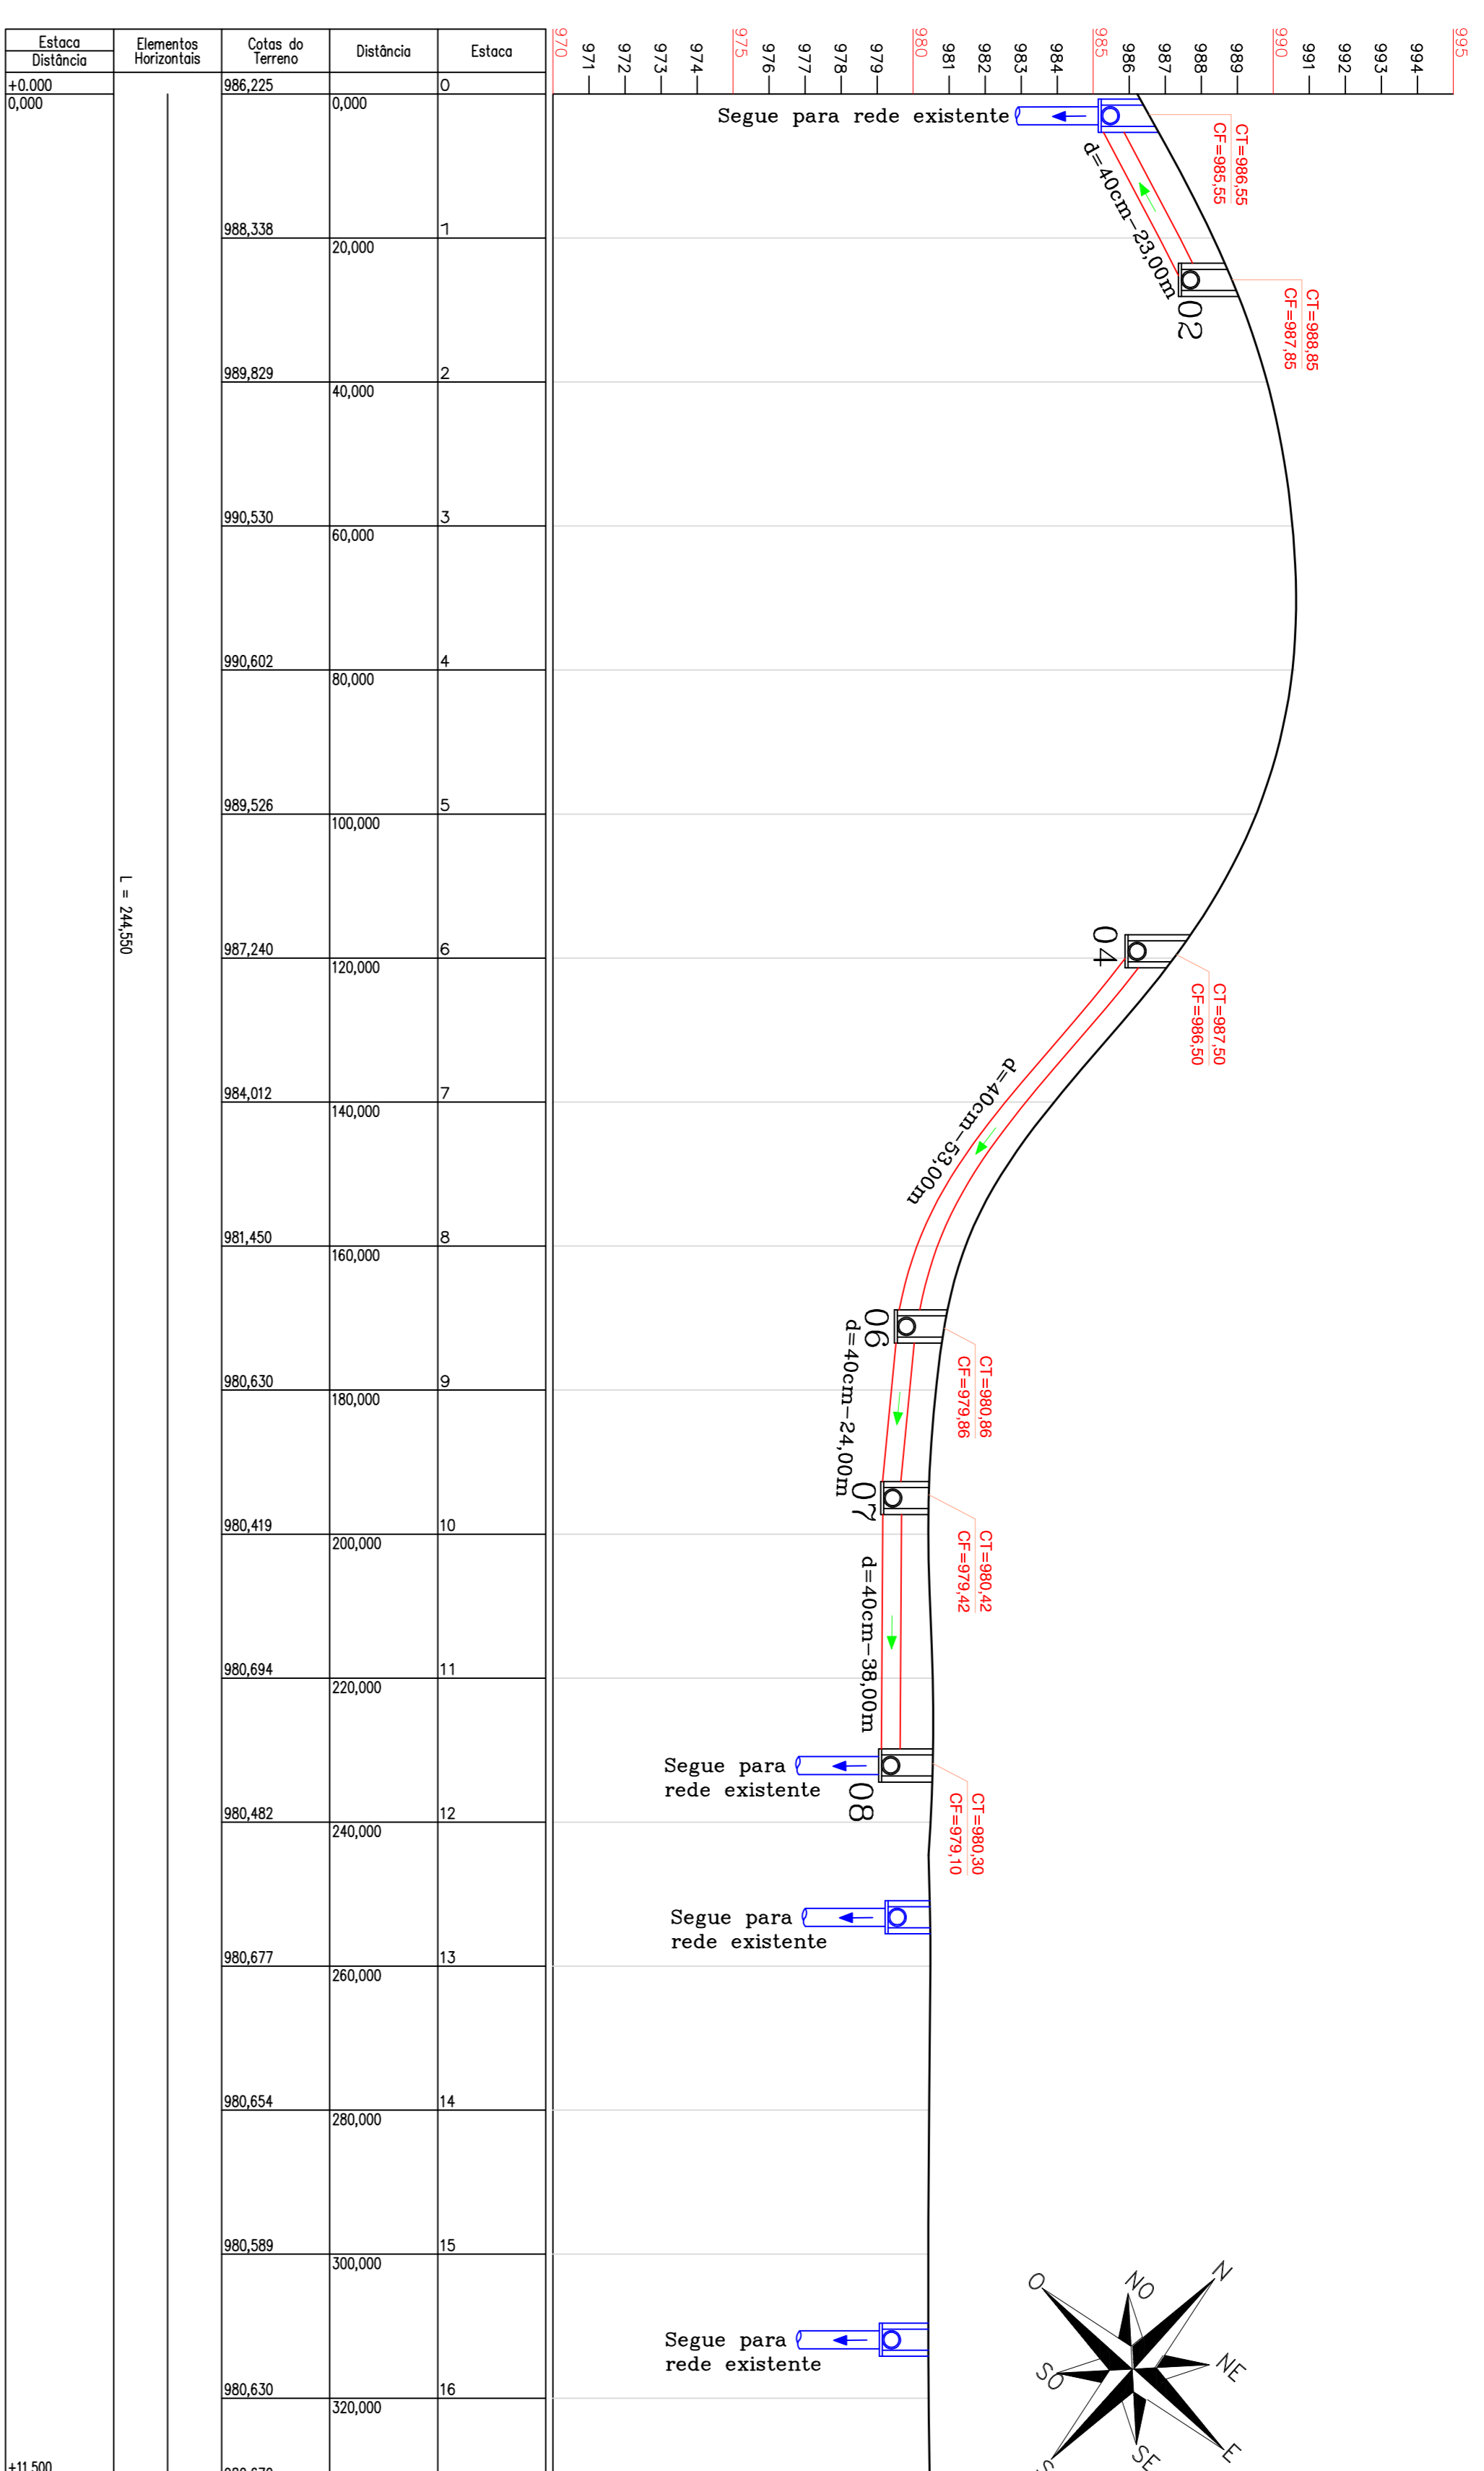 Estaca
Distância
Elementos
Horizontais
Cotas do
Terreno
Distância
Estaca
970
971
972
973
974
975
976
977
978
979
980
981
982
983
984
985
986
987
988
989
990
991
992
993
994
995
+0.000
0,000
986,225
0,000
0
Segue para rede existente
CT=986,55
CF=985,55
d=40cm-23,00m
988,338
20,000
1
02
CT=988,85
CF=987,85
989,829
40,000
2
990,530
60,000
3
990,602
80,000
4
989,526
100,000
5
L = 244,550
04
CT=987,50
CF=986,50
987,240
120,000
6
d=40cm-53,00m
984,012
140,000
7
981,450
160,000
8
06
d=40cm-24,00m
CT=980,86
CF=979,86
980,630
180,000
9
07
CT=980,42
CF=979,42
980,419
200,000
10
d=40cm-38,00m
980,694
220,000
11
Segue para
rede existente
08
CT=980,30
CF=979,10
980,482
240,000
12
Segue para
rede existente
980,677
260,000
13
980,654
280,000
14
980,589
300,000
15
N
NO
O
NE
SO
E
SE
Segue para
rede existente
980,630
320,000
16
+11.500